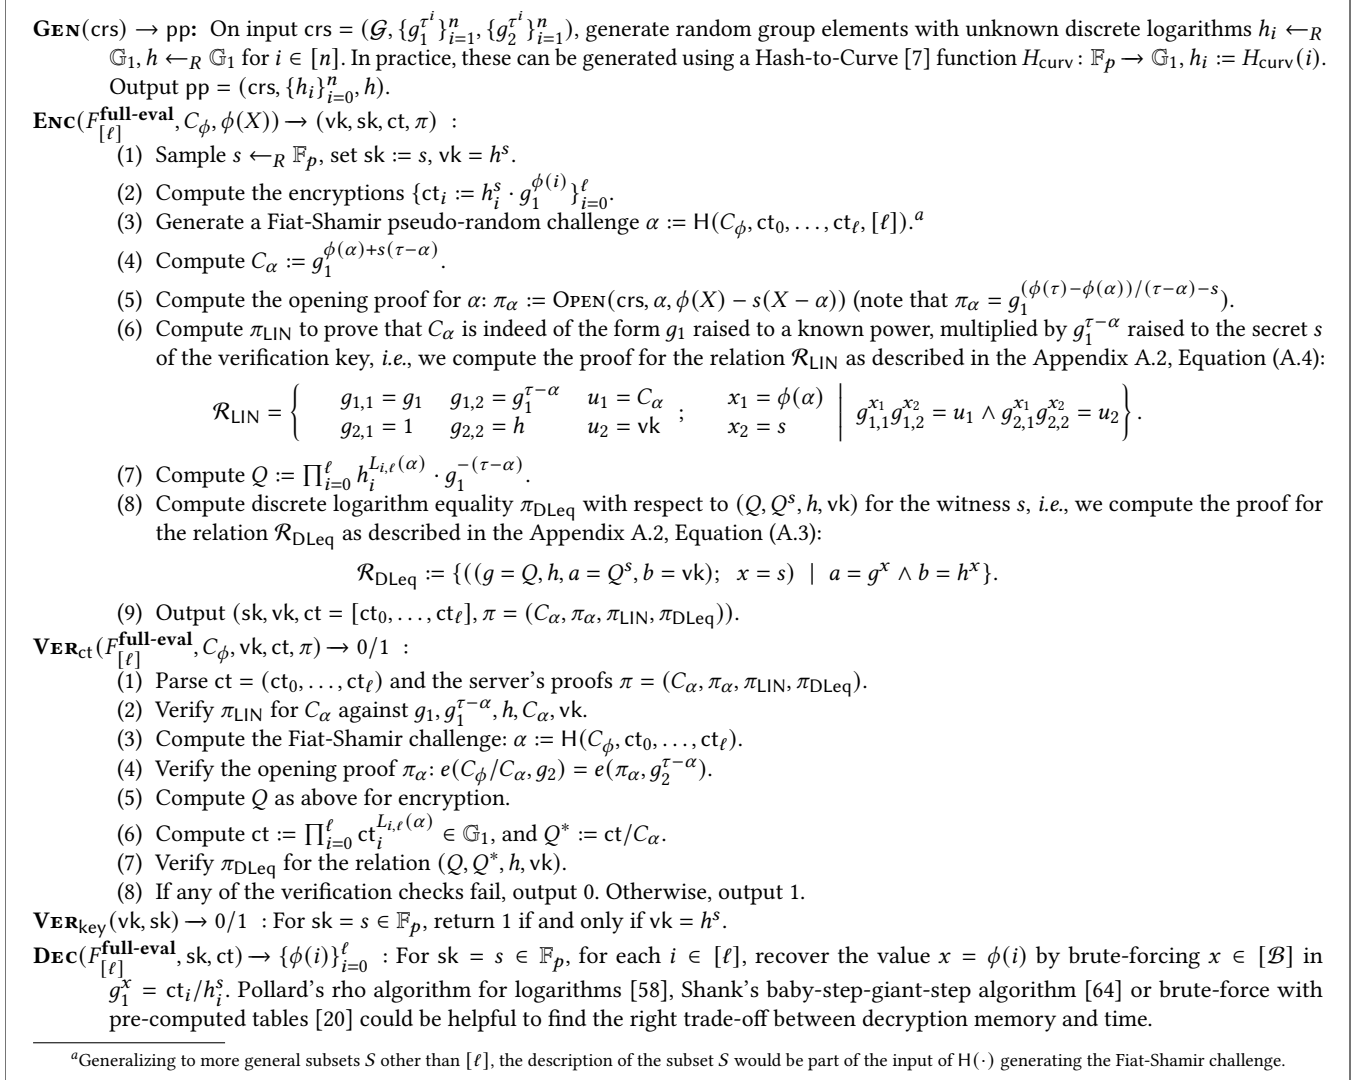 GEN(crs) → pp: On input crs = (𝒢, {g_1^{τ^i}}_{i=1}^n, {g_2^{τ^i}}_{i=1}^n), generate random group elements with unknown discrete logarithms h_i ←_R
𝔾_1, h ←_R 𝔾_1 for i ∈ [n]. In practice, these can be generated using a Hash-to-Curve [7] function H_curv : 𝔽_p → 𝔾_1, h_i := H_curv(i).
Output pp = (crs, {h_i}_{i=0}^n, h).
ENC(F_{[ℓ]}^{full-eval}, C_ϕ, ϕ(X)) → (vk, sk, ct, π) :
(1) Sample s ←_R 𝔽_p, set sk := s, vk = h^s.
(2) Compute the encryptions {ct_i := h_i^s · g_1^{ϕ(i)}}_{i=0}^ℓ.
(3) Generate a Fiat-Shamir pseudo-random challenge α := H(C_ϕ, ct_0, . . . , ct_ℓ, [ℓ]).^a
(4) Compute C_α := g_1^{ϕ(α)+s(τ−α)}.
(5) Compute the opening proof for α: π_α := OPEN(crs, α, ϕ(X) − s(X − α)) (note that π_α = g_1^{(ϕ(τ)−ϕ(α))/(τ−α)−s}).
(6) Compute π_LIN to prove that C_α is indeed of the form g_1 raised to a known power, multiplied by g_1^{τ−α} raised to the secret s
of the verification key, i.e., we compute the proof for the relation ℛ_LIN as described in the Appendix A.2, Equation (A.4):
ℛ_LIN = { g_{1,1} = g_1 g_{1,2} = g_1^{τ−α} u_1 = C_α ; x_1 = ϕ(α) | g_{1,1}^{x_1} g_{1,2}^{x_2} = u_1 ∧ g_{2,1}^{x_1} g_{2,2}^{x_2} = u_2 } .
g_{2,1} = 1 g_{2,2} = h u_2 = vk x_2 = s
(7) Compute Q := ∏_{i=0}^ℓ h_i^{L_{i,ℓ}(α)} · g_1^{−(τ−α)}.
(8) Compute discrete logarithm equality π_DLeq with respect to (Q, Q^s, h, vk) for the witness s, i.e., we compute the proof for
the relation ℛ_DLeq as described in the Appendix A.2, Equation (A.3):
ℛ_DLeq := {((g = Q, h, a = Q^s, b = vk); x = s) | a = g^x ∧ b = h^x}.
(9) Output (sk, vk, ct = [ct_0, . . . , ct_ℓ], π = (C_α, π_α, π_LIN, π_DLeq)).
VER_ct(F_{[ℓ]}^{full-eval}, C_ϕ, vk, ct, π) → 0/1 :
(1) Parse ct = (ct_0, . . . , ct_ℓ) and the server's proofs π = (C_α, π_α, π_LIN, π_DLeq).
(2) Verify π_LIN for C_α against g_1, g_1^{τ−α}, h, C_α, vk.
(3) Compute the Fiat-Shamir challenge: α := H(C_ϕ, ct_0, . . . , ct_ℓ).
(4) Verify the opening proof π_α: e(C_ϕ/C_α, g_2) = e(π_α, g_2^{τ−α}).
(5) Compute Q as above for encryption.
(6) Compute ct := ∏_{i=0}^ℓ ct_i^{L_{i,ℓ}(α)} ∈ 𝔾_1, and Q^* := ct/C_α.
(7) Verify π_DLeq for the relation (Q, Q^*, h, vk).
(8) If any of the verification checks fail, output 0. Otherwise, output 1.
VER_key(vk, sk) → 0/1 : For sk = s ∈ 𝔽_p, return 1 if and only if vk = h^s.
DEC(F_{[ℓ]}^{full-eval}, sk, ct) → {ϕ(i)}_{i=0}^ℓ : For sk = s ∈ 𝔽_p, for each i ∈ [ℓ], recover the value x = ϕ(i) by brute-forcing x ∈ [ℬ] in
g_1^x = ct_i/h_i^s. Pollard's rho algorithm for logarithms [58], Shank's baby-step-giant-step algorithm [64] or brute-force with
pre-computed tables [20] could be helpful to find the right trade-off between decryption memory and time.
^aGeneralizing to more general subsets S other than [ℓ], the description of the subset S would be part of the input of H(·) generating the Fiat-Shamir challenge.